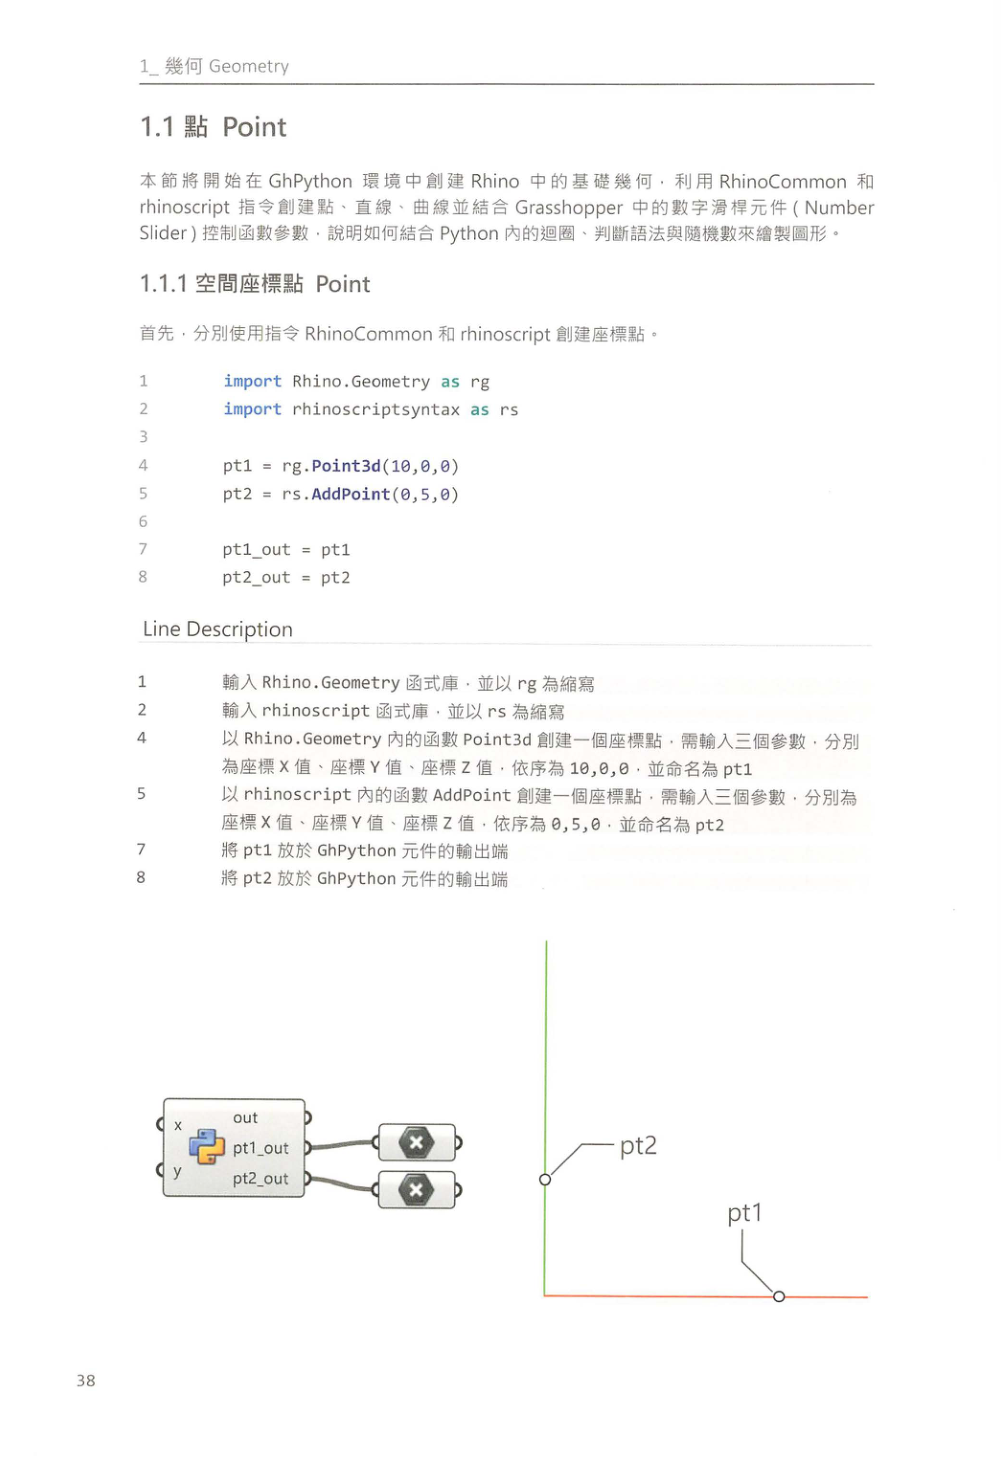 1_ 幾何 Geometry
1.1 點 Point
本節將開始在 GhPython 環境中創建 Rhino 中的基礎幾何，利用 RhinoCommon 和
rhinoscript 指令創建點、直線、曲線並結合 Grasshopper 中的數字滑桿元件 ( Number
Slider ) 控制函數參數，說明如何結合 Python 內的迴圈、判斷語法與隨機數來繪製圖形。
1.1.1 空間座標點 Point
首先，分別使用指令 RhinoCommon 和 rhinoscript 創建座標點。
1 import Rhino.Geometry as rg
2 import rhinoscriptsyntax as rs
3
4 pt1 = rg.Point3d(10,0,0)
5 pt2 = rs.AddPoint(0,5,0)
6
7 pt1_out = pt1
8 pt2_out = pt2
Line Description
1 輸入 Rhino.Geometry 函式庫，並以 rg 為縮寫
2 輸入 rhinoscript 函式庫，並以 rs 為縮寫
4 以 Rhino.Geometry 內的函數 Point3d 創建一個座標點，需輸入三個參數，分別
為座標 X 值、座標 Y 值、座標 Z 值，依序為 10,0,0，並命名為 pt1
5 以 rhinoscript 內的函數 AddPoint 創建一個座標點，需輸入三個參數，分別為
座標 X 值、座標 Y 值、座標 Z 值，依序為 0,5,0，並命名為 pt2
7 將 pt1 放於 GhPython 元件的輸出端
8 將 pt2 放於 GhPython 元件的輸出端
x
y
out
pt1_out
pt2_out
pt2
pt1
38